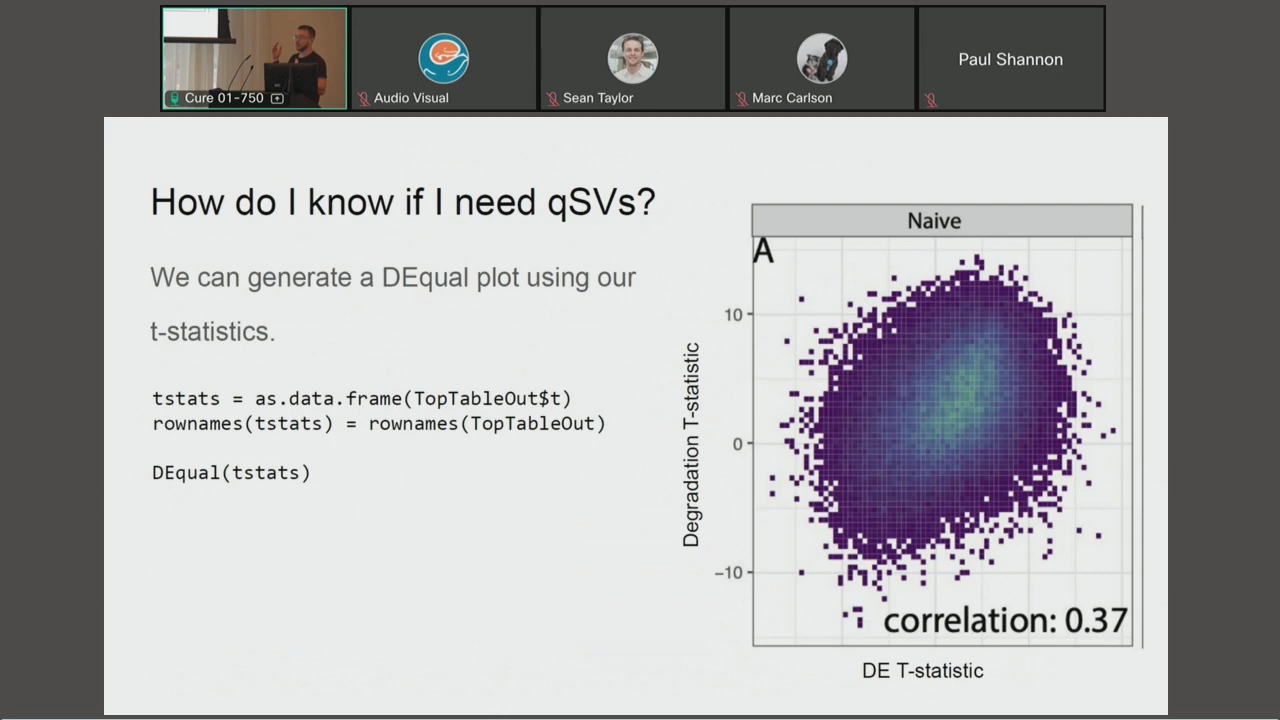 Cure 01-750
Audio Visual
Sean Taylor
Marc Carlson
Paul Shannon
How do I know if I need qSVs?
We can generate a DEqual plot using our
t-statistics.
tstats = as.data.frame(TopTableOut$t)
rownames(tstats) = rownames(TopTableOut)
DEqual(tstats)
Naive
A
10
0
−10
Degradation T-statistic
correlation: 0.37
DE T-statistic